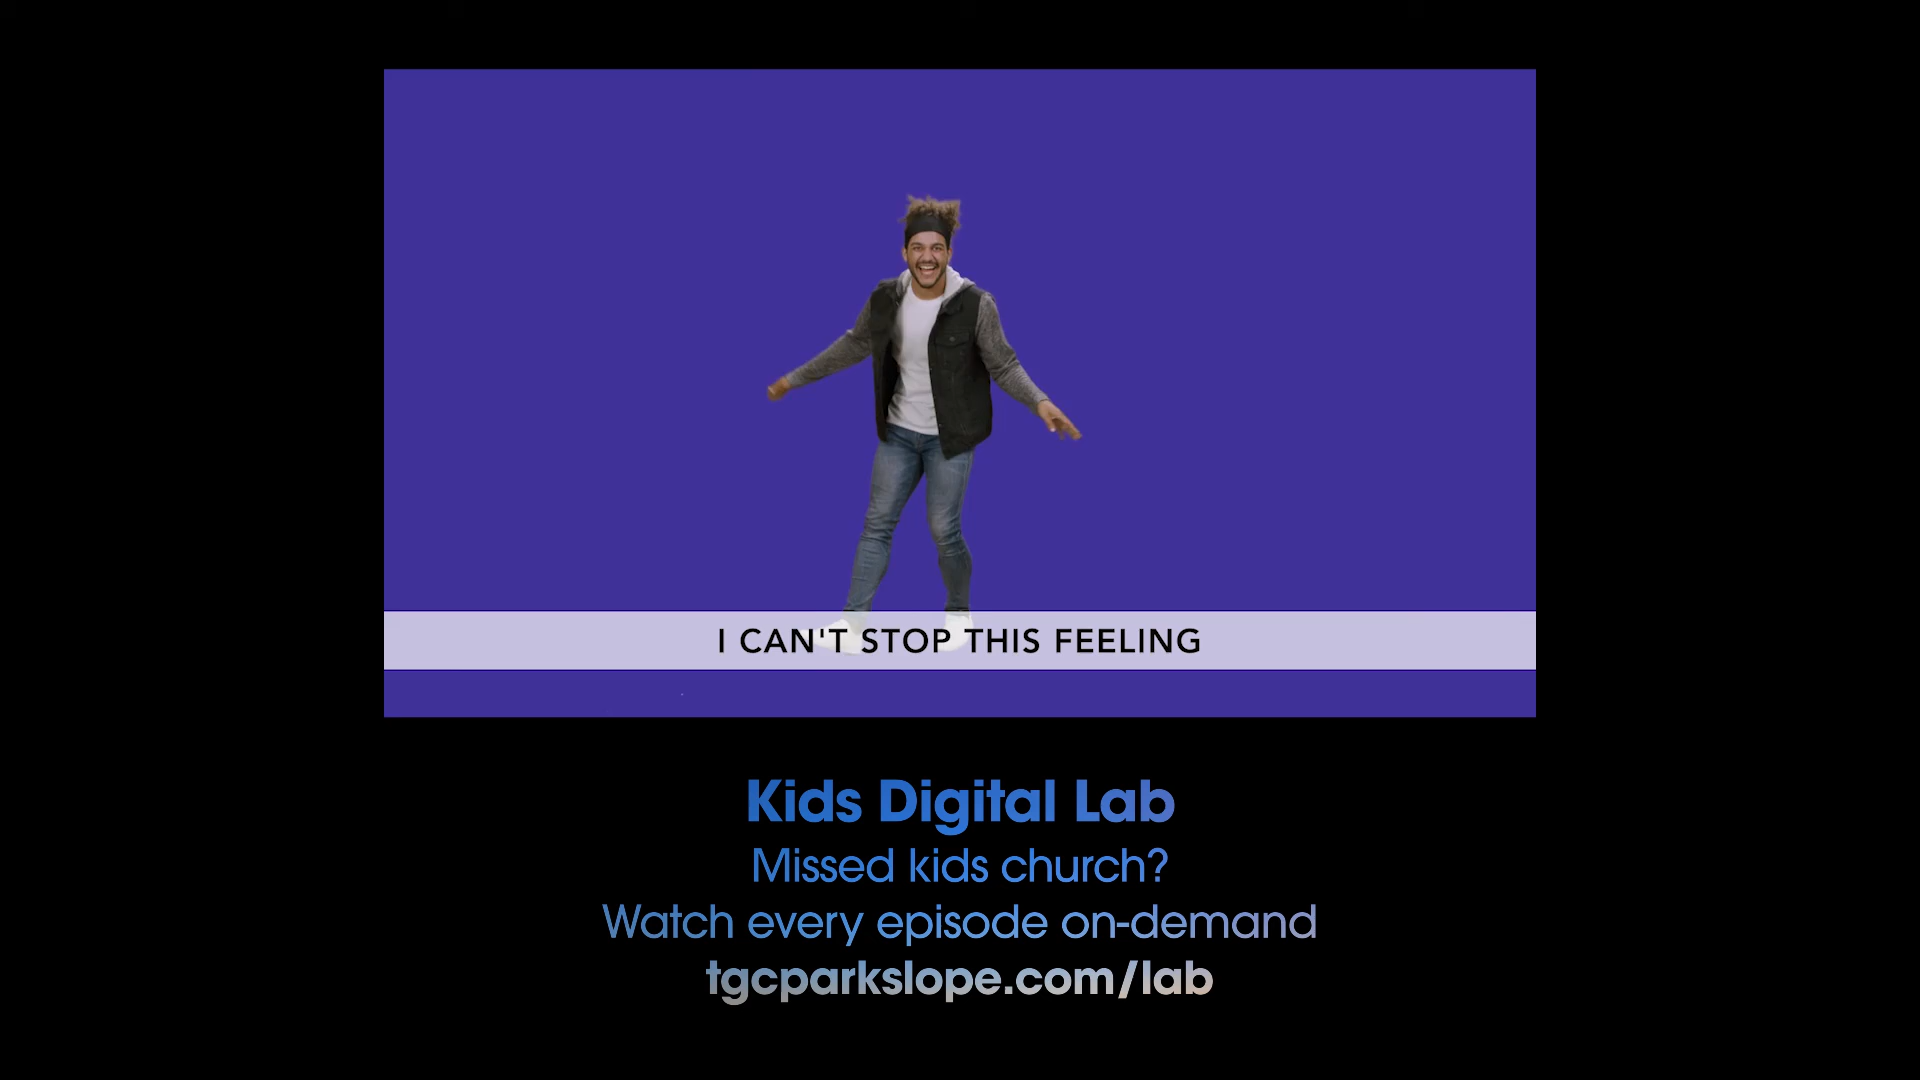 I CAN'T STOP THIS FEELING
Kids Digital Lab
Missed kids church?
Watch every episode on-demand
tgcparkslope.com/lab